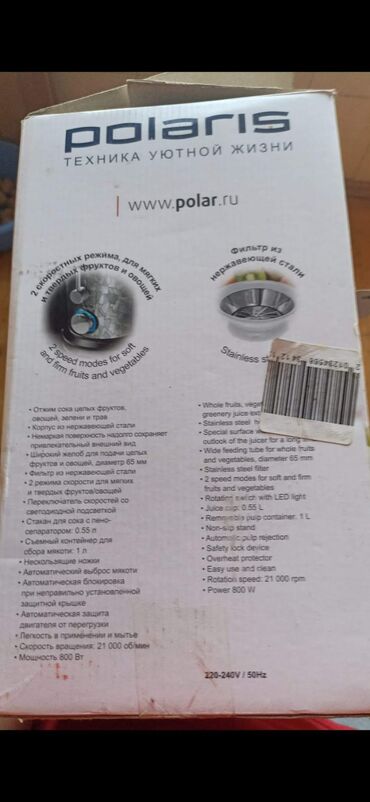 polaris
ТЕХНИКА УЮТНОЙ ЖИЗНИ
www.polar.ru
2 скоростных режима, для мягких
и твердых фруктов и овощей
2 speed modes for soft
and firm fruits and vegetables
Фильтр из
нержавеющей стали
Stainless
• Отжим сока целых фруктов,
овощей, зелени и трав
• Корпус из нержавеющей стали
• Немаркая поверхность надолго сохраняет
привлекательный внешний вид
• Широкий желоб для подачи целых
фруктов и овощей, диаметр 65 мм
• Фильтр из нержавеющей стали
• 2 режима скорости для мягких
и твердых фруктов/овощей
• Переключатель скоростей со
светодиодной подсветкой
• Стакан для сока с пено-
сепаратором: 0.55 л
• Съемный контейнер для
сбора мякоти: 1 л
• Нескользящие ножки
• Автоматический выброс мякоти
• Автоматическая блокировка
при неправильно установленной
защитной крышке
• Автоматическая защита
двигателя от перегрузки
• Легкость в применении и мытье
• Скорость вращения: 21 000 об/мин
• Мощность 800 Вт
• Whole fruits,
greenery juice
• Stainless steel
• Special surface
outlook of the juicer for a long
• Wide feeding tube for whole fruits
and vegetables, diameter 65 mm
• Stainless steel filter
• 2 speed modes for soft and firm
fruits and vegetables
• Rotating switch with LED light
• Juice cup: 0.55 L
• Removable pulp container: 1 L
• Non-slip stand
• Automatic pulp rejection
• Safety lock device
• Overheat protector
• Easy use and clean
• Rotation speed: 21 000 rpm
• Power 800 W
220-240V / 50Hz